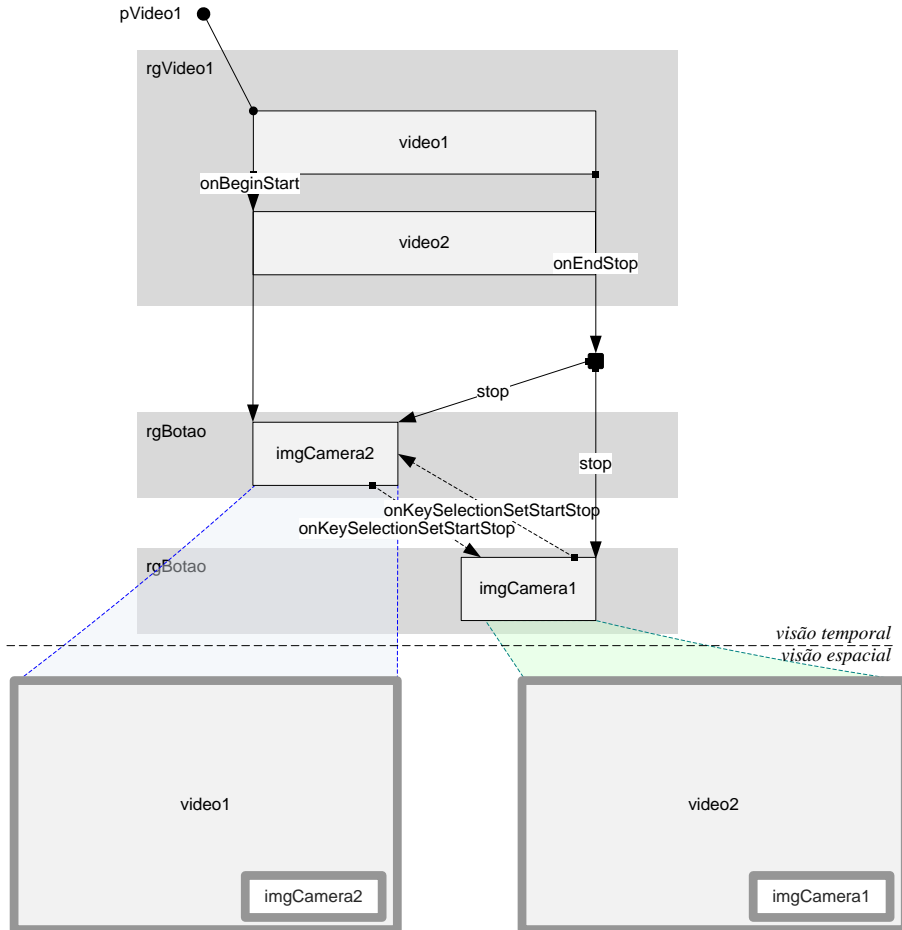 pVideo1
rgVideo1
video1
onBeginStart
video2
onEndStop
stop
rgBotao
imgCamera2
stop
onKeySelectionSetStartStop
onKeySelectionSetStartStop
rgBotao
imgCamera1
visão temporal
visão espacial
video1
video2
imgCamera2
imgCamera1